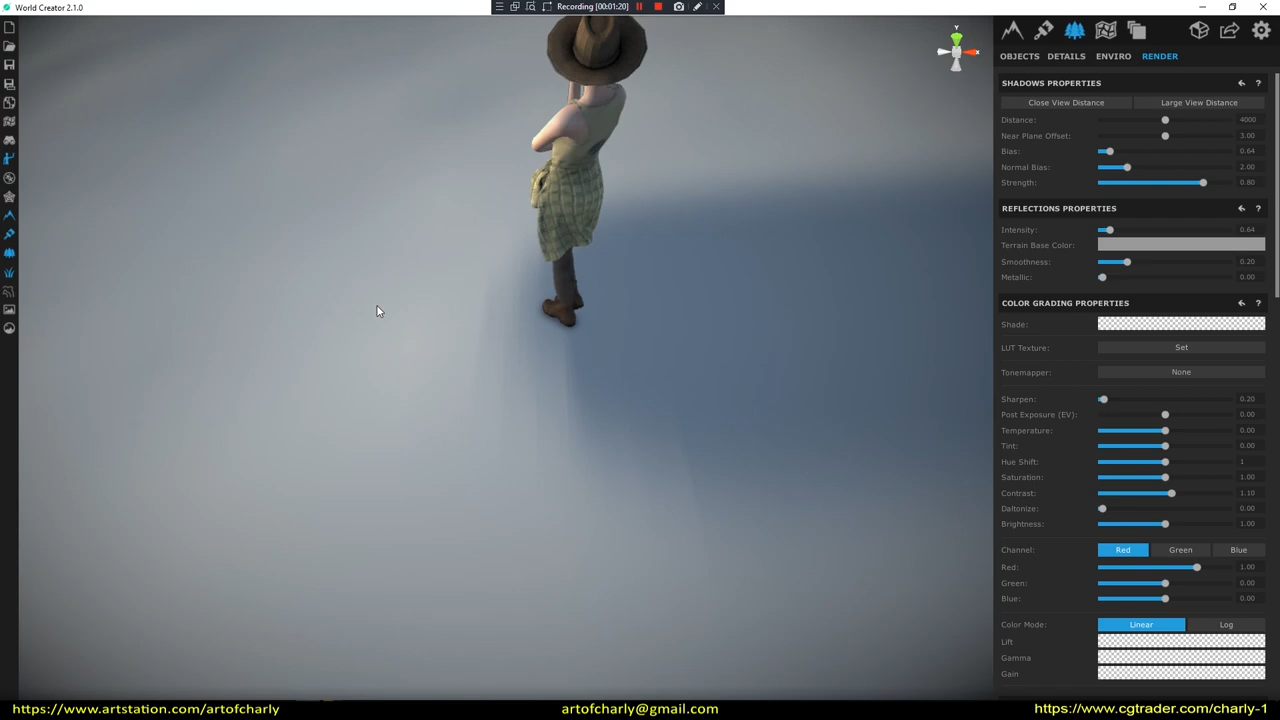 World Creator 2.1.0
Recording [00:01:20]
OBJECTS DETAILS ENVIRO RENDER
SHADOWS PROPERTIES ?
Close View Distance Large View Distance
Distance: 4000
Near Plane Offset: 3.00
Bias: 0.64
Normal Bias: 2.00
Strength: 0.80
REFLECTIONS PROPERTIES ?
Intensity: 0.64
Terrain Base Color:
Smoothness: 0.20
Metallic: 0.00
COLOR GRADING PROPERTIES ?
Shade:
LUT Texture: Set
Tonemapper: None
Sharpen: 0.20
Post Exposure (EV): 0.00
Temperature: 0.00
Tint: 0.00
Hue Shift: 1
Saturation: 1.00
Contrast: 1.10
Daltonize: 0.00
Brightness: 1.00
Channel: Red Green Blue
Red: 1.00
Green: 0.00
Blue: 0.00
Color Mode: Linear Log
Lift
Gamma
Gain
Y
https://www.artstation.com/artofcharly artofcharly@gmail.com https://www.cgtrader.com/charly-1